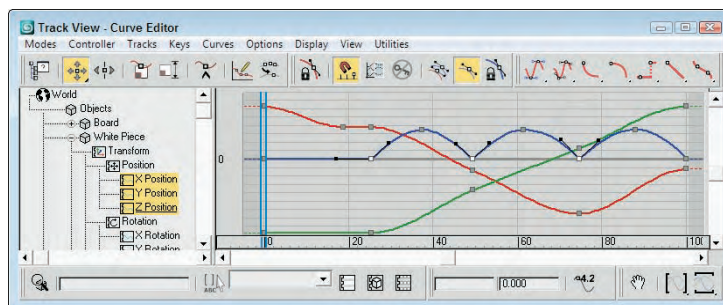 Track View - Curve Editor
Modes Controller Tracks Keys Curves Options Display View Utilities
World
Objects
Board
White Piece
Transform
Position
X Position
Y Position
Z Position
Rotation
X Rotation
Y Rotation
0
0 20 40 60 80
ABC
0.000
4.2